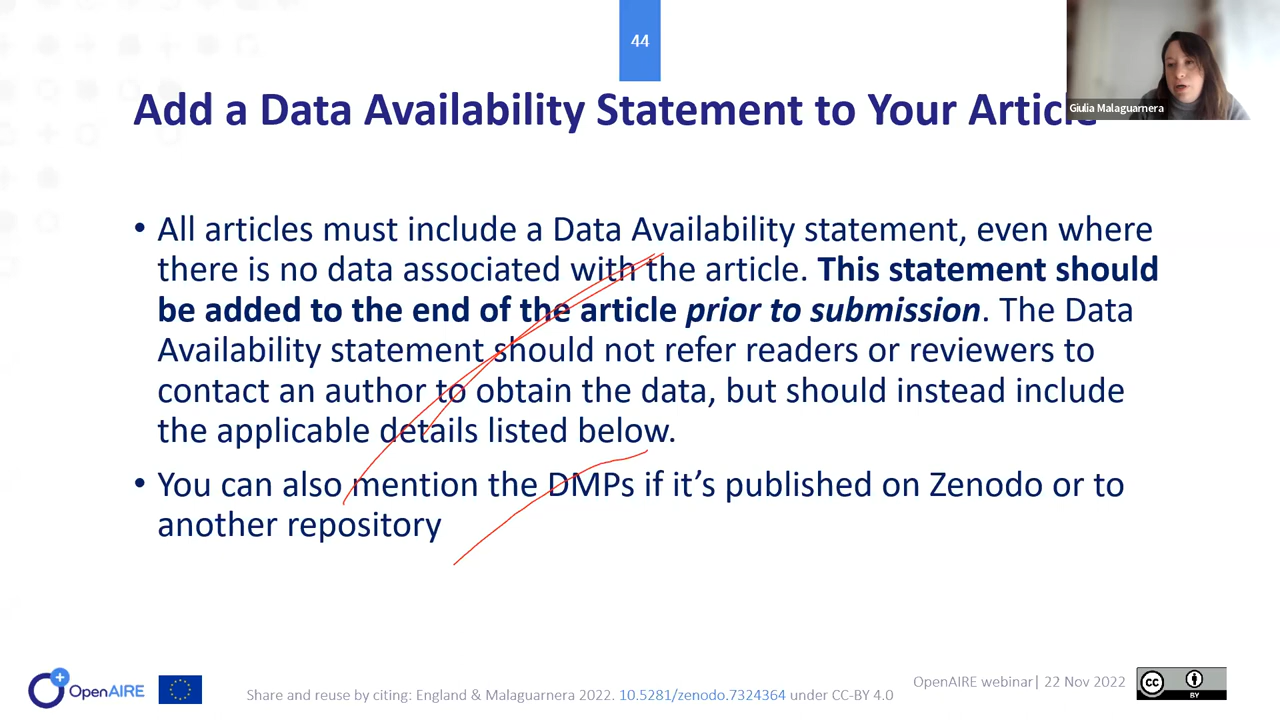 44
Giulia Malaguarnera
Add a Data Availability Statement to Your Article
• All articles must include a Data Availability statement, even where
there is no data associated with the article. This statement should
be added to the end of the article prior to submission. The Data
Availability statement should not refer readers or reviewers to
contact an author to obtain the data, but should instead include
the applicable details listed below.
• You can also mention the DMPs if it’s published on Zenodo or to
another repository
OpenAIRE
Share and reuse by citing: England & Malaguarnera 2022. 10.5281/zenodo.7324364 under CC-BY 4.0
OpenAIRE webinar| 22 Nov 2022
CC
BY